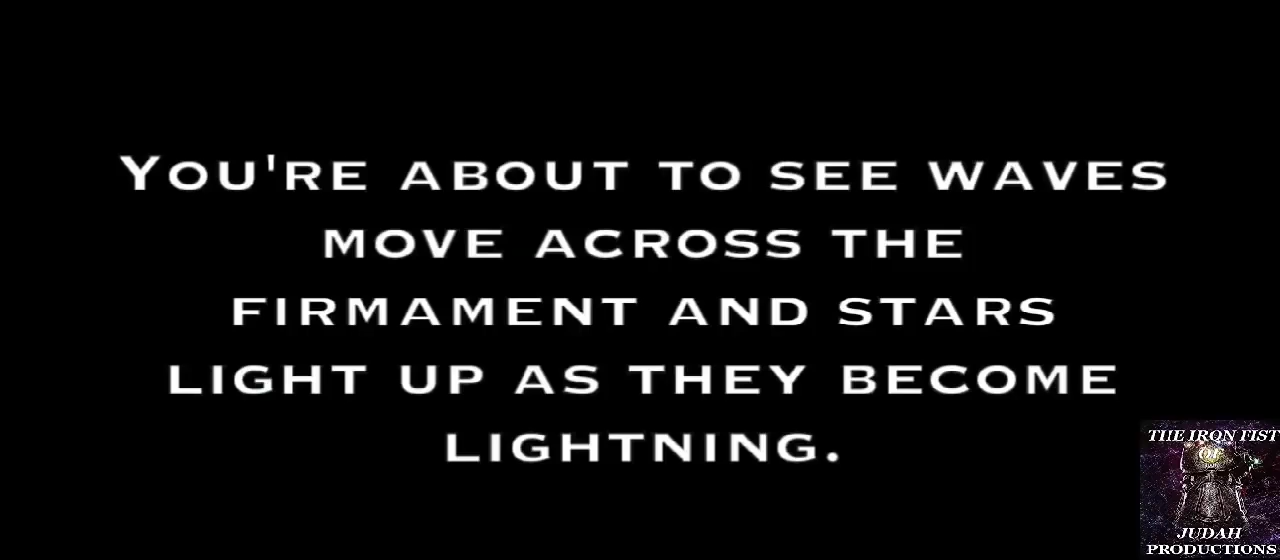 YOU'RE ABOUT TO SEE WAVES
MOVE ACROSS THE
FIRMAMENT AND STARS
LIGHT UP AS THEY BECOME
LIGHTNING.
THE IRON FIST
OF
JUDAH
PRODUCTIONS